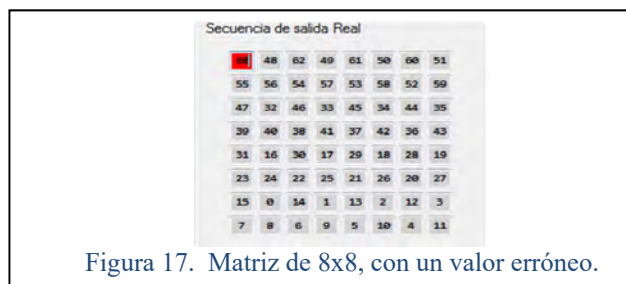 Secuencia de salida Real
48 62 49 61 50 60 51
55 56 54 57 53 58 52 59
47 32 46 33 45 34 44 35
39 40 38 41 37 42 36 43
31 16 30 17 29 18 28 19
23 24 22 25 21 26 20 27
15 0 14 1 13 2 12 3
7 8 6 9 5 10 4 11
Figura 17. Matriz de 8x8, con un valor erróneo.